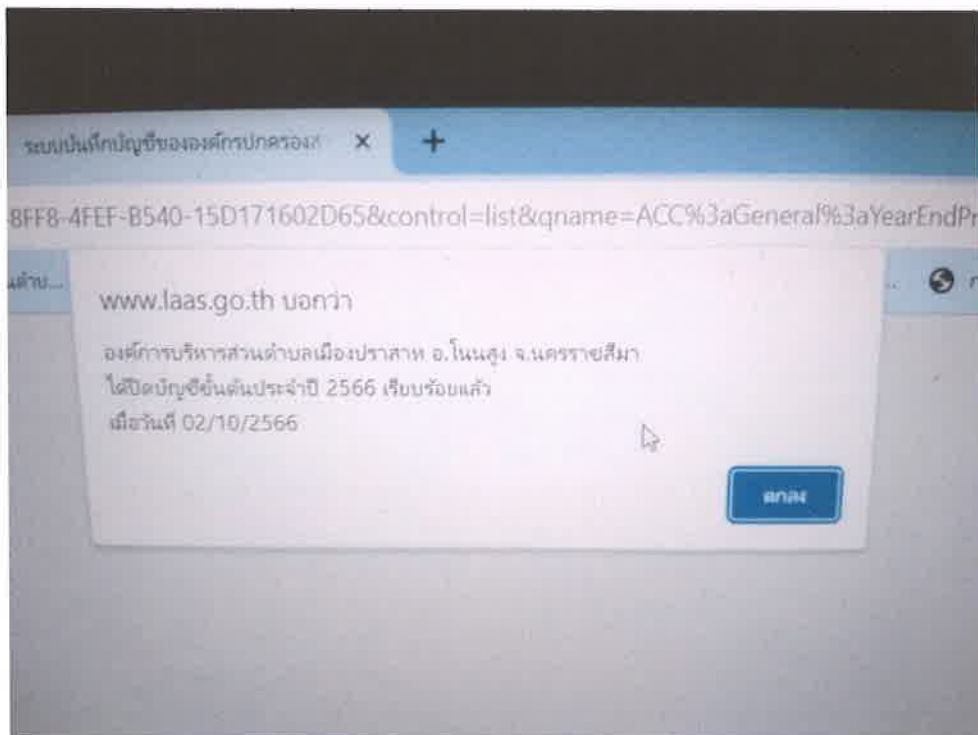 ระบบบันทึกบัญชีขององค์กรปกครองส
8FF8-4FEF-B540-15D171602D65&control=list&qname=ACC%3aGeneral%3aYearEndPr
www.laas.go.th บอกว่า
องค์การบริหารส่วนตำบลเมืองปราสาท อ.โนนสูง จ.นครราชสีมา
ได้ปิดบัญชีขั้นต้นประจำปี 2566 เรียบร้อยแล้ว
เมื่อวันที่ 02/10/2566
ตกลง